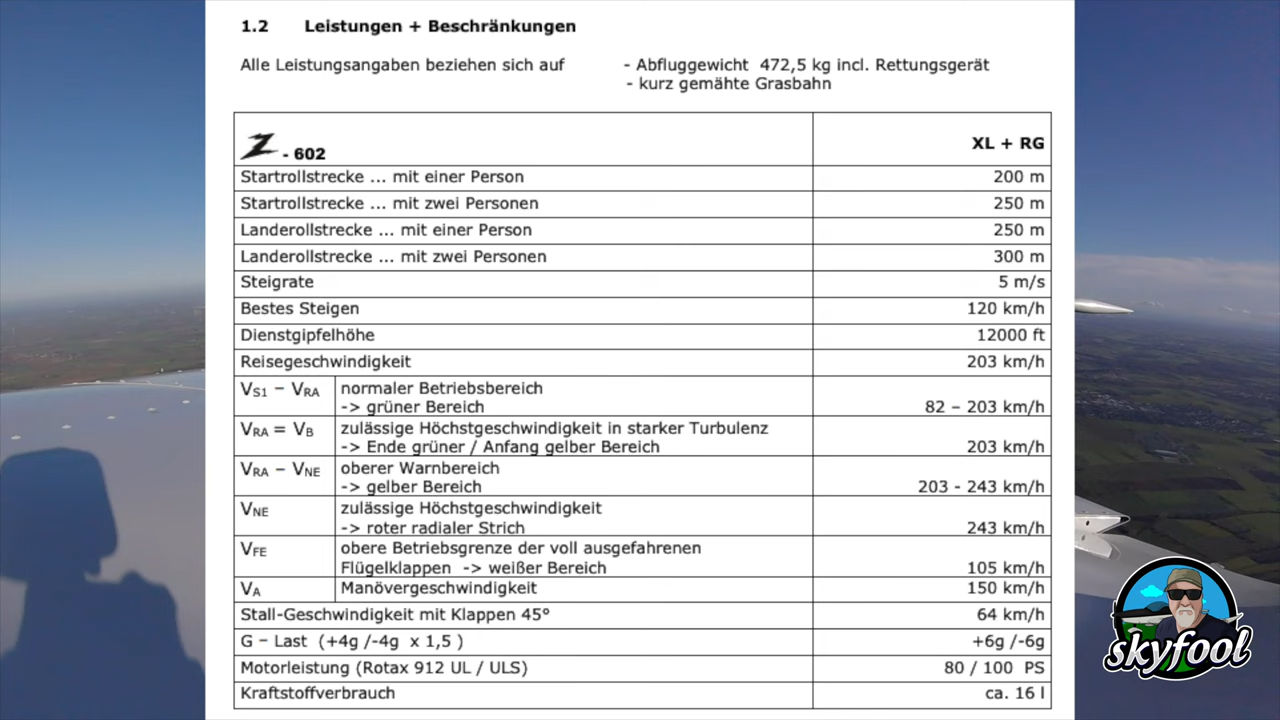 1.2 Leistungen + Beschränkungen
Alle Leistungsangaben beziehen sich auf - Abfluggewicht 472,5 kg incl. Rettungsgerät
- kurz gemähte Grasbahn
Z - 602 XL + RG
Startrollstrecke ... mit einer Person 200 m
Startrollstrecke ... mit zwei Personen 250 m
Landerollstrecke ... mit einer Person 250 m
Landerollstrecke ... mit zwei Personen 300 m
Steigrate 5 m/s
Bestes Steigen 120 km/h
Dienstgipfelhöhe 12000 ft
Reisegeschwindigkeit 203 km/h
VS1 – VRA normaler Betriebsbereich
-> grüner Bereich 82 – 203 km/h
VRA = VB zulässige Höchstgeschwindigkeit in starker Turbulenz
-> Ende grüner / Anfang gelber Bereich 203 km/h
VRA – VNE oberer Warnbereich
-> gelber Bereich 203 - 243 km/h
VNE zulässige Höchstgeschwindigkeit
-> roter radialer Strich 243 km/h
VFE obere Betriebsgrenze der voll ausgefahrenen
Flügelklappen -> weißer Bereich 105 km/h
VA Manövergeschwindigkeit 150 km/h
Stall-Geschwindigkeit mit Klappen 45° 64 km/h
G – Last (+4g /-4g x 1,5 ) +6g /-6g
Motorleistung (Rotax 912 UL / ULS) 80 / 100 PS
Kraftstoffverbrauch ca. 16 l
skyfool